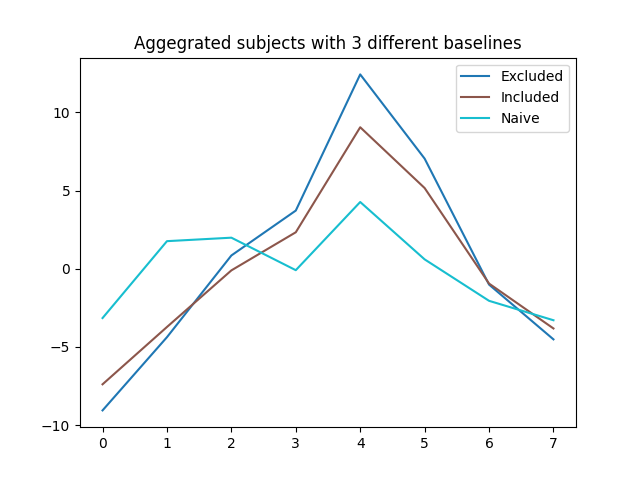 Aggegrated subjects with 3 different baselines
Excluded
Included
Naive
10
5
0
−5
−10
0 1 2 3 4 5 6 7